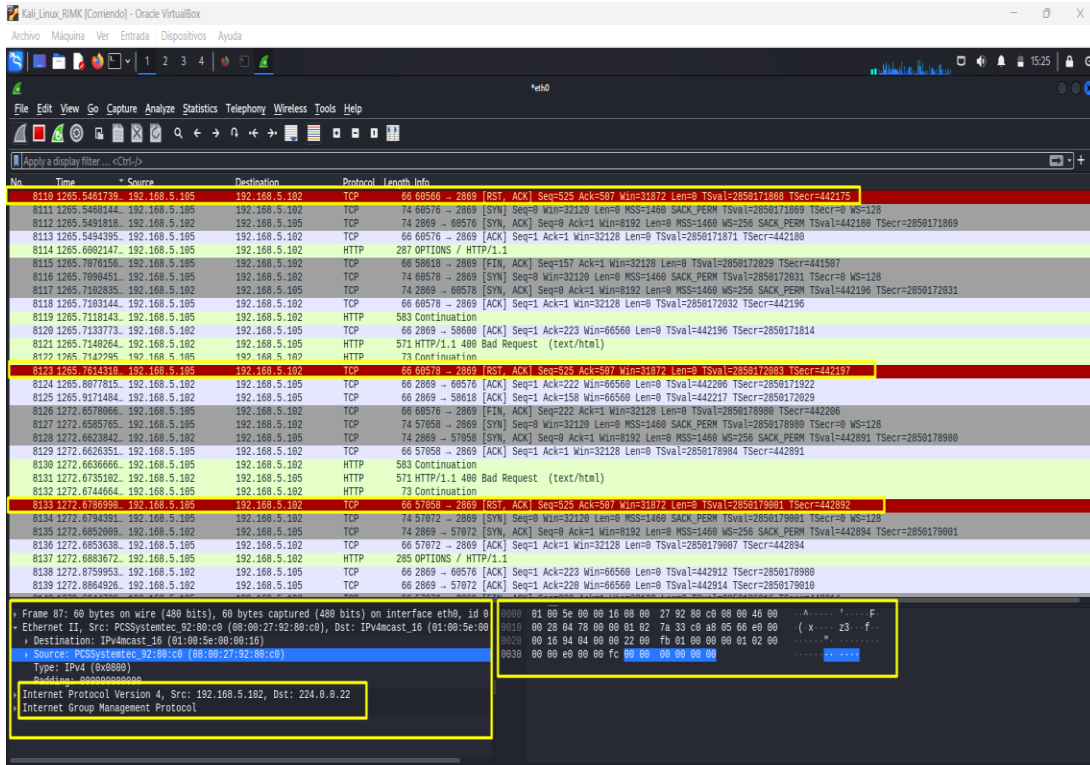 Kali_Linux_RIMK [Corriendo] - Oracle VirtualBox
Archivo Máquina Ver Entrada Dispositivos Ayuda
1 2 3 4 15:25
*eth0
File Edit View Go Capture Analyze Statistics Telephony Wireless Tools Help
Apply a display filter ... <Ctrl-/>
No. Time Source Destination Protocol Length Info
8110 1265.5461739… 192.168.5.105 192.168.5.102 TCP 66 60566 → 2869 [RST, ACK] Seq=525 Ack=507 Win=31872 Len=0 TSval=2850171868 TSecr=442175
8111 1265.5468144… 192.168.5.105 192.168.5.102 TCP 74 60576 → 2869 [SYN] Seq=0 Win=32120 Len=0 MSS=1460 SACK_PERM TSval=2850171869 TSecr=0 WS=128
8112 1265.5491818… 192.168.5.102 192.168.5.105 TCP 74 2869 → 60576 [SYN, ACK] Seq=0 Ack=1 Win=8192 Len=0 MSS=1460 WS=256 SACK_PERM TSval=442180 TSecr=2850171869
8113 1265.5494395… 192.168.5.105 192.168.5.102 TCP 66 60576 → 2869 [ACK] Seq=1 Ack=1 Win=32128 Len=0 TSval=2850171871 TSecr=442180
8114 1265.6002147… 192.168.5.105 192.168.5.102 HTTP 287 OPTIONS / HTTP/1.1
8115 1265.7076156… 192.168.5.105 192.168.5.102 TCP 66 58618 → 2869 [FIN, ACK] Seq=157 Ack=1 Win=32128 Len=0 TSval=2850172029 TSecr=441507
8116 1265.7090451… 192.168.5.105 192.168.5.102 TCP 74 60578 → 2869 [SYN] Seq=0 Win=32120 Len=0 MSS=1460 SACK_PERM TSval=2850172031 TSecr=0 WS=128
8117 1265.7102835… 192.168.5.102 192.168.5.105 TCP 74 2869 → 60578 [SYN, ACK] Seq=0 Ack=1 Win=8192 Len=0 MSS=1460 WS=256 SACK_PERM TSval=442196 TSecr=2850172031
8118 1265.7103144… 192.168.5.105 192.168.5.102 TCP 66 60578 → 2869 [ACK] Seq=1 Ack=1 Win=32128 Len=0 TSval=2850172032 TSecr=442196
8119 1265.7118143… 192.168.5.105 192.168.5.102 HTTP 583 Continuation
8120 1265.7133773… 192.168.5.102 192.168.5.105 TCP 66 2869 → 58600 [ACK] Seq=1 Ack=223 Win=66560 Len=0 TSval=442196 TSecr=2850171814
8121 1265.7140264… 192.168.5.102 192.168.5.105 HTTP 571 HTTP/1.1 400 Bad Request (text/html)
8122 1265.7142295… 192.168.5.105 192.168.5.102 HTTP 73 Continuation
8123 1265.7614310… 192.168.5.105 192.168.5.102 TCP 66 60578 → 2869 [RST, ACK] Seq=525 Ack=507 Win=31872 Len=0 TSval=2850172083 TSecr=442197
8124 1265.8077815… 192.168.5.102 192.168.5.105 TCP 66 2869 → 60576 [ACK] Seq=1 Ack=222 Win=66560 Len=0 TSval=442206 TSecr=2850171922
8125 1265.9171484… 192.168.5.102 192.168.5.105 TCP 66 2869 → 58618 [ACK] Seq=1 Ack=158 Win=66560 Len=0 TSval=442217 TSecr=2850172029
8126 1272.6578066… 192.168.5.105 192.168.5.102 TCP 66 60576 → 2869 [FIN, ACK] Seq=222 Ack=1 Win=32128 Len=0 TSval=2850178980 TSecr=442206
8127 1272.6585765… 192.168.5.105 192.168.5.102 TCP 74 57058 → 2869 [SYN] Seq=0 Win=32120 Len=0 MSS=1460 SACK_PERM TSval=2850178980 TSecr=0 WS=128
8128 1272.6623842… 192.168.5.102 192.168.5.105 TCP 74 2869 → 57058 [SYN, ACK] Seq=0 Ack=1 Win=8192 Len=0 MSS=1460 WS=256 SACK_PERM TSval=442891 TSecr=2850178980
8129 1272.6626351… 192.168.5.105 192.168.5.102 TCP 66 57058 → 2869 [ACK] Seq=1 Ack=1 Win=32128 Len=0 TSval=2850178984 TSecr=442891
8130 1272.6636666… 192.168.5.105 192.168.5.102 HTTP 583 Continuation
8131 1272.6735102… 192.168.5.102 192.168.5.105 HTTP 571 HTTP/1.1 400 Bad Request (text/html)
8132 1272.6744664… 192.168.5.105 192.168.5.102 HTTP 73 Continuation
8133 1272.6786990… 192.168.5.105 192.168.5.102 TCP 66 57058 → 2869 [RST, ACK] Seq=525 Ack=507 Win=31872 Len=0 TSval=2850179001 TSecr=442892
8134 1272.6794391… 192.168.5.105 192.168.5.102 TCP 74 57072 → 2869 [SYN] Seq=0 Win=32120 Len=0 MSS=1460 SACK_PERM TSval=2850179001 TSecr=0 WS=128
8135 1272.6852009… 192.168.5.102 192.168.5.105 TCP 74 2869 → 57072 [SYN, ACK] Seq=0 Ack=1 Win=8192 Len=0 MSS=1460 WS=256 SACK_PERM TSval=442894 TSecr=2850179001
8136 1272.6853638… 192.168.5.105 192.168.5.102 TCP 66 57072 → 2869 [ACK] Seq=1 Ack=1 Win=32128 Len=0 TSval=2850179007 TSecr=442894
8137 1272.6883672… 192.168.5.105 192.168.5.102 HTTP 285 OPTIONS / HTTP/1.1
8138 1272.8759953… 192.168.5.102 192.168.5.105 TCP 66 2869 → 60576 [ACK] Seq=1 Ack=223 Win=66560 Len=0 TSval=442912 TSecr=2850178980
8139 1272.8864926… 192.168.5.102 192.168.5.105 TCP 66 2869 → 57072 [ACK] Seq=1 Ack=220 Win=66560 Len=0 TSval=442914 TSecr=2850179010
Frame 87: 60 bytes on wire (480 bits), 60 bytes captured (480 bits) on interface eth0, id 0
Ethernet II, Src: PCSSystemtec_92:80:c0 (08:00:27:92:80:c0), Dst: IPv4mcast_16 (01:00:5e:00
Destination: IPv4mcast_16 (01:00:5e:00:00:16)
Source: PCSSystemtec_92:80:c0 (08:00:27:92:80:c0)
Type: IPv4 (0x0800)
Padding: 000000000000
Internet Protocol Version 4, Src: 192.168.5.102, Dst: 224.0.0.22
Internet Group Management Protocol
0000 01 00 5e 00 00 16 08 00 27 92 80 c0 08 00 46 00 ··^····· '·····F·
0010 00 28 04 78 00 00 01 02 7a 33 c0 a8 05 66 e0 00 ·(·x···· z3···f··
0020 00 16 94 04 00 00 22 00 fb 01 00 00 00 01 02 00 ······"· ········
0030 00 00 e0 00 00 fc 00 00 00 00 00 00 ········ ····